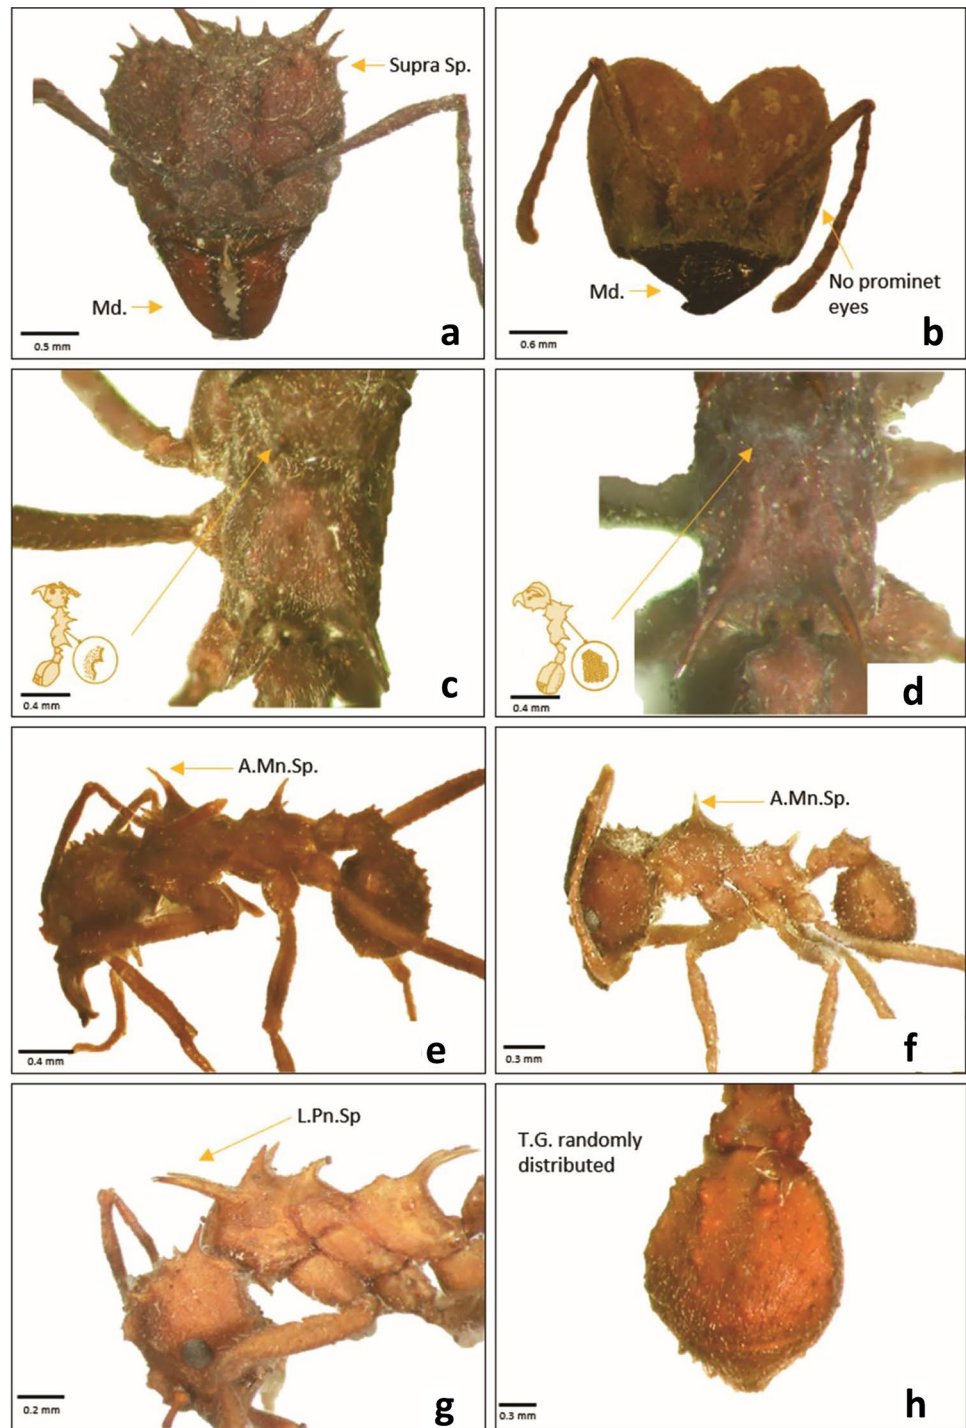 Supra Sp.
Md.
0.5 mm
a
Md.
No prominet
eyes
0.6 mm
b
0.4 mm
c
0.4 mm
d
A.Mn.Sp.
0.4 mm
e
A.Mn.Sp.
0.3 mm
f
L.Pn.Sp
0.2 mm
g
T.G. randomly
distributed
0.3 mm
h